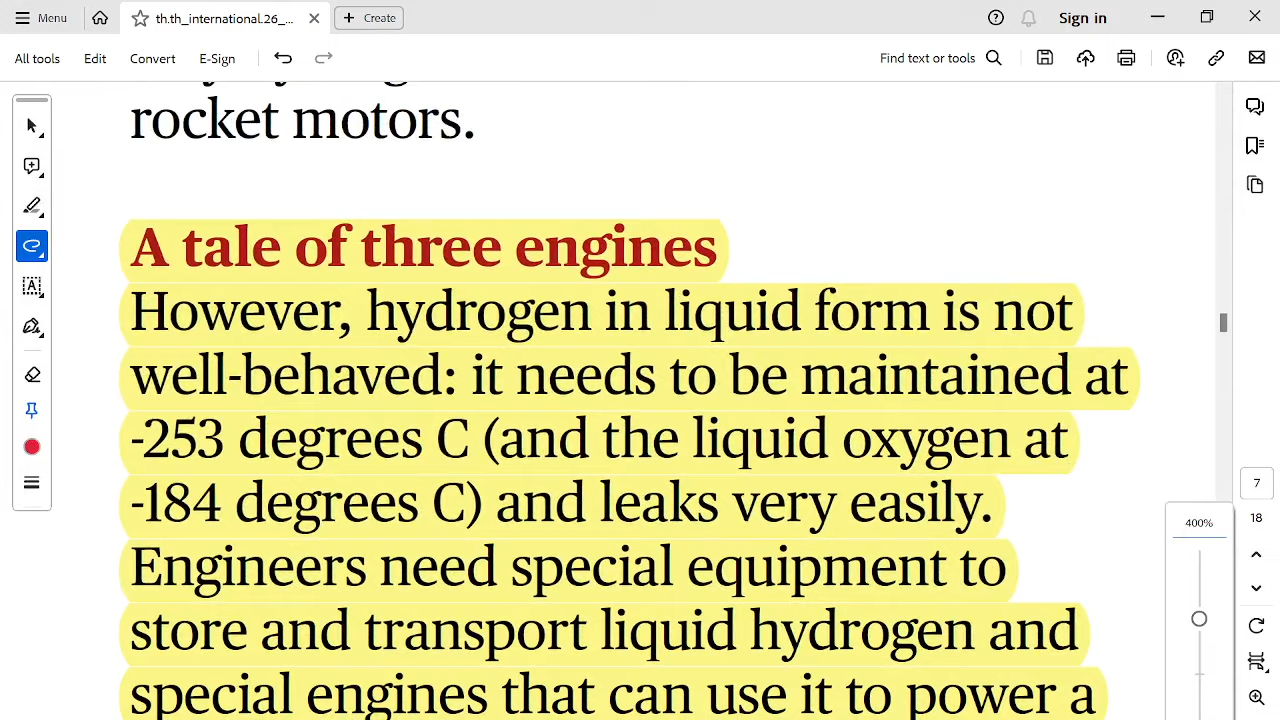 Menu
th.th_international.26_...
Create
Sign in
All tools
Edit
Convert
E-Sign
Find text or tools
rocket motors.
A tale of three engines
However, hydrogen in liquid form is not
well-behaved: it needs to be maintained at
-253 degrees C (and the liquid oxygen at
-184 degrees C) and leaks very easily.
Engineers need special equipment to
store and transport liquid hydrogen and
special engines that can use it to power a
7
18
400%